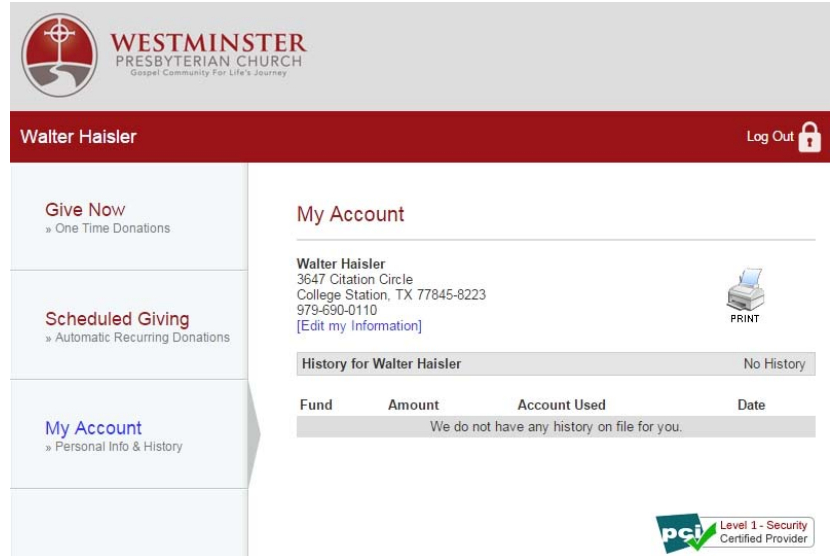 WESTMINSTER
PRESBYTERIAN CHURCH
Gospel Community For Life's Journey
Walter Haisler
Log Out
Give Now
» One Time Donations
Scheduled Giving
» Automatic Recurring Donations
My Account
» Personal Info & History
My Account
Walter Haisler
3647 Citation Circle
College Station, TX 77845-8223
979-690-0110
[Edit my Information]
PRINT
History for Walter Haisler No History
Fund Amount Account Used Date
We do not have any history on file for you.
pci Level 1 - Security
Certified Provider